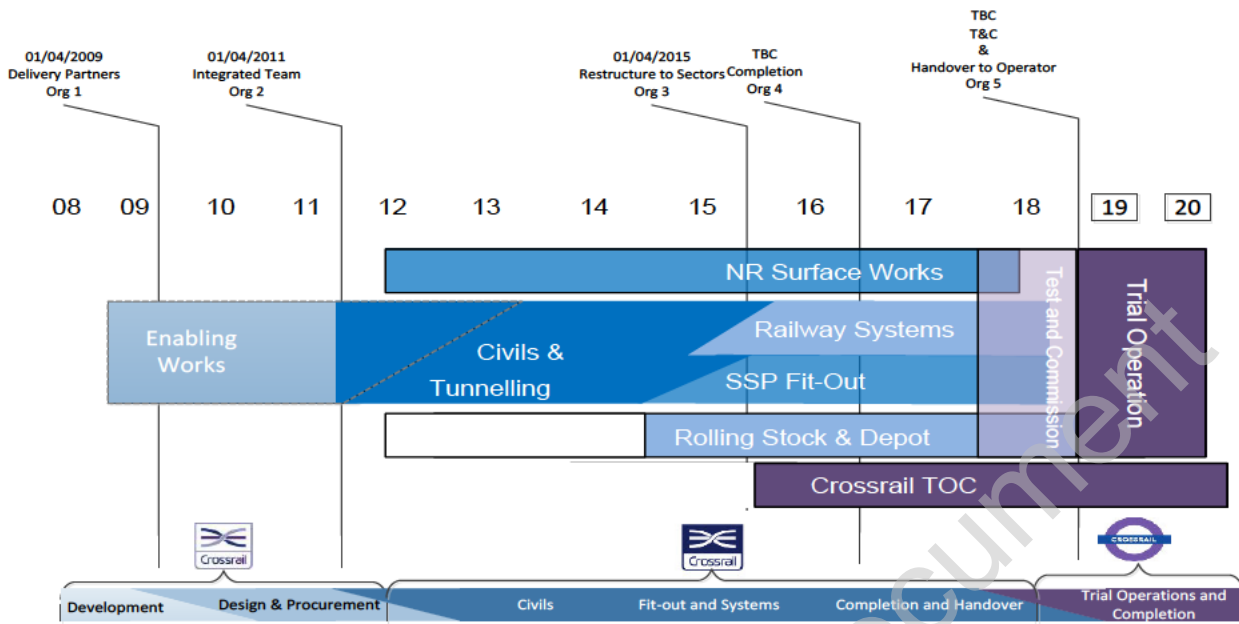 01/04/2009
Delivery Partners
Org 1
01/04/2011
Integrated Team
Org 2
01/04/2015
Restructure to Sectors
Org 3
TBC
Completion
Org 4
TBC
T&C
&
Handover to Operator
Org 5
08 09 10 11 12 13 14 15 16 17 18 19 20
NR Surface Works
Enabling
Works
Civils &
Tunnelling
Railway Systems
SSP Fit-Out
Rolling Stock & Depot
Test and Commission
Trial Operation
Crossrail TOC
Crossrail
Crossrail
CROSSRAIL
Development
Design & Procurement
Civils
Fit-out and Systems
Completion and Handover
Trial Operations and
Completion